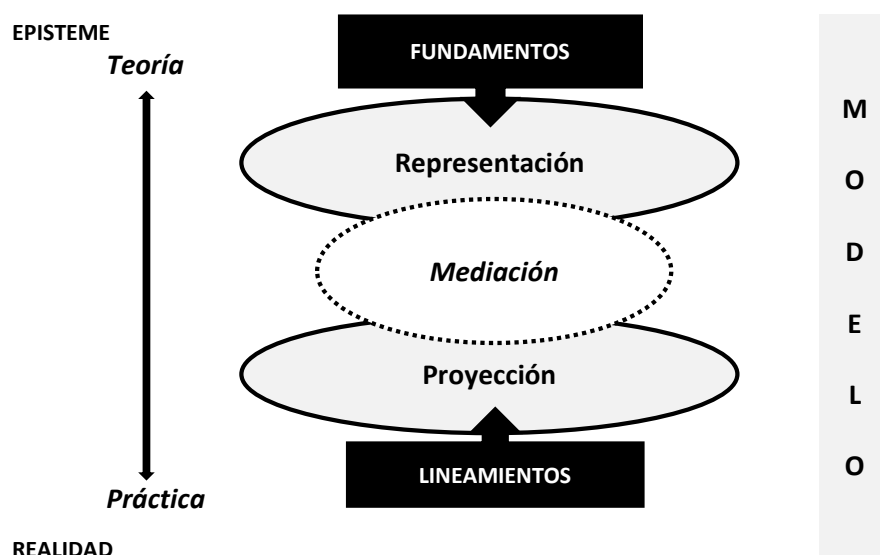 EPISTEME
Teoría
FUNDAMENTOS
Representación
Mediación
Proyección
LINEAMIENTOS
Práctica
REALIDAD
M
O
D
E
L
O